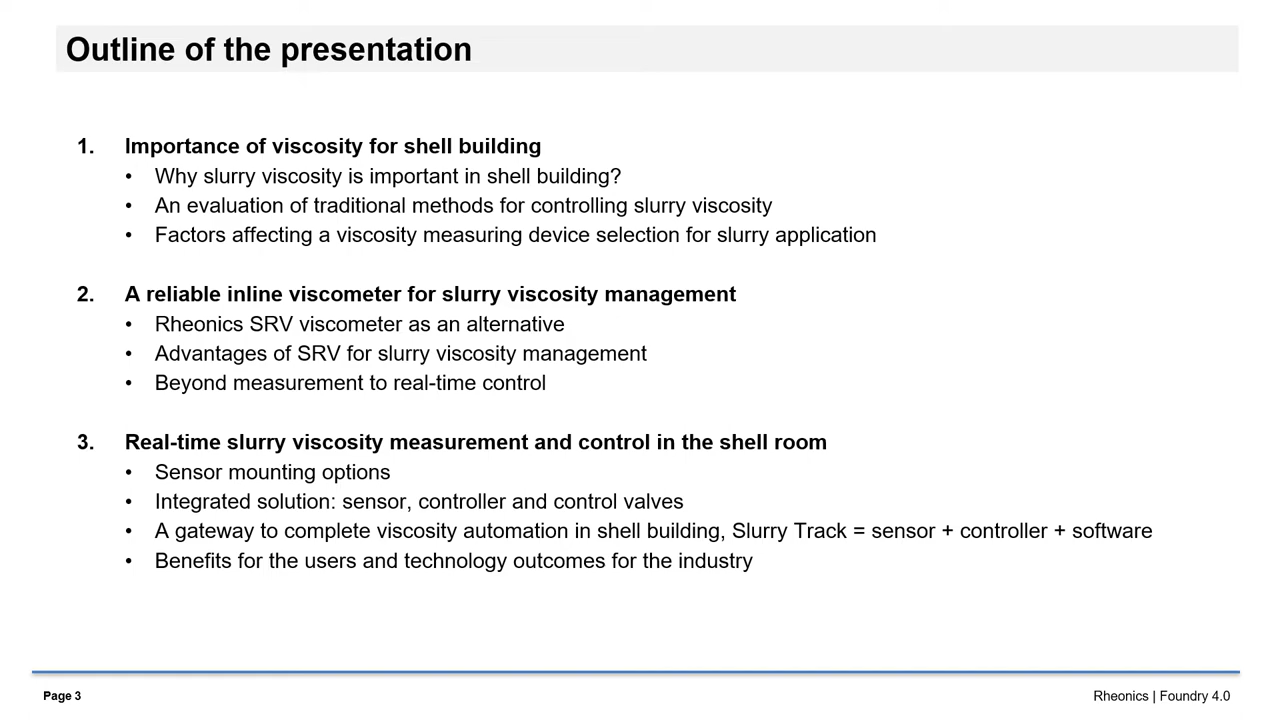 Outline of the presentation
1. Importance of viscosity for shell building
• Why slurry viscosity is important in shell building?
• An evaluation of traditional methods for controlling slurry viscosity
• Factors affecting a viscosity measuring device selection for slurry application
2. A reliable inline viscometer for slurry viscosity management
• Rheonics SRV viscometer as an alternative
• Advantages of SRV for slurry viscosity management
• Beyond measurement to real-time control
3. Real-time slurry viscosity measurement and control in the shell room
• Sensor mounting options
• Integrated solution: sensor, controller and control valves
• A gateway to complete viscosity automation in shell building, Slurry Track = sensor + controller + software
• Benefits for the users and technology outcomes for the industry
Page 3
Rheonics | Foundry 4.0